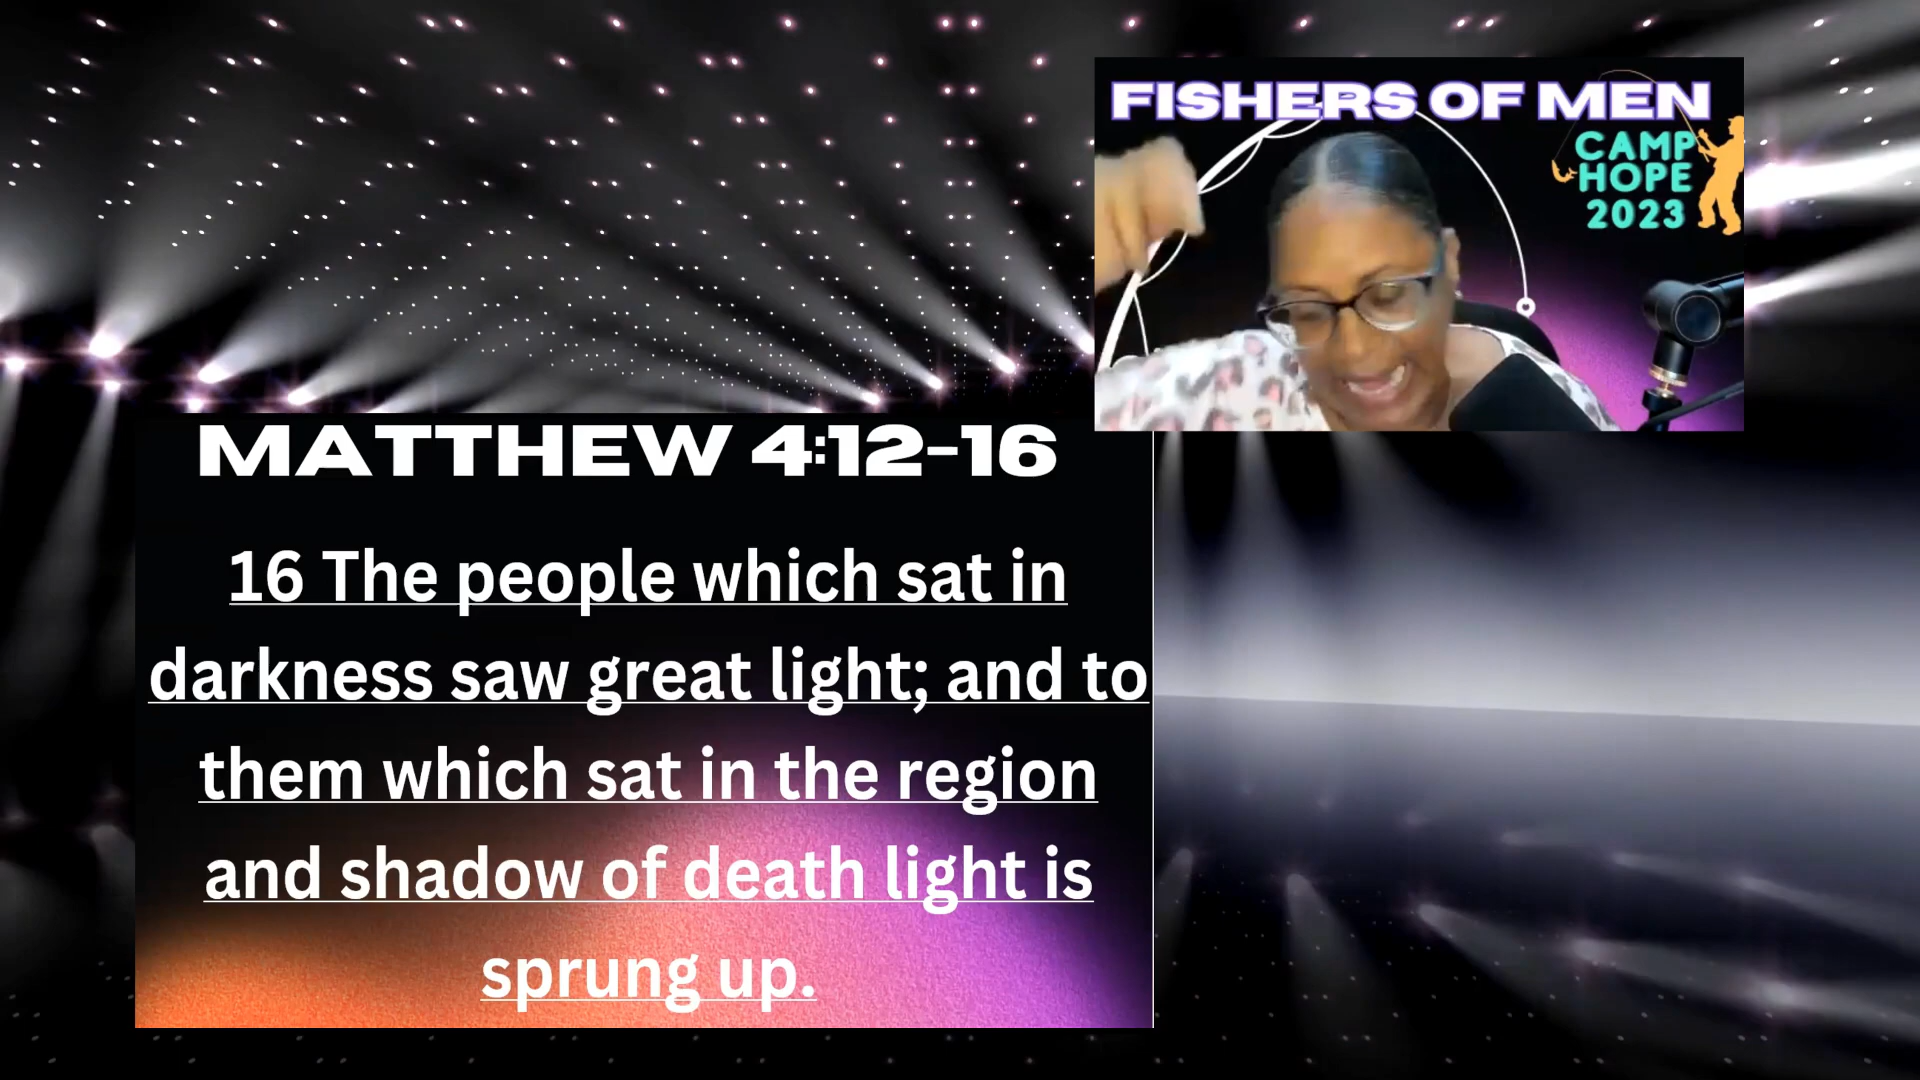 FISHERS OF MEN
CAMP
HOPE
2023
MATTHEW 4:12-16
16 The people which sat in
darkness saw great light; and to
them which sat in the region
and shadow of death light is
sprung up.